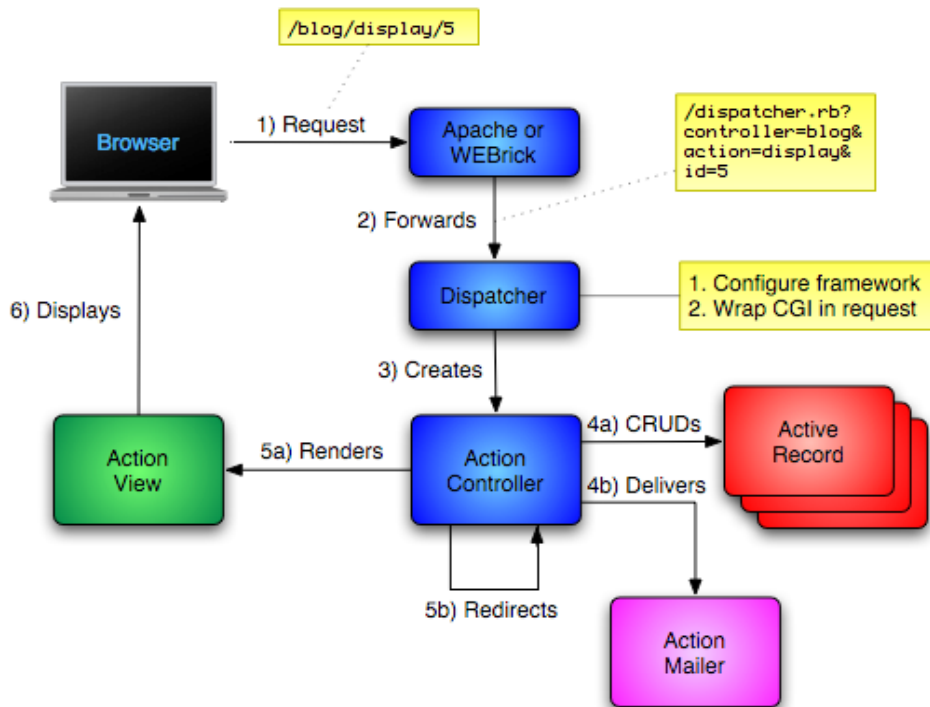 /blog/display/5
Browser
1) Request
Apache or
WEBrick
/dispatcher.rb?
controller=blog&
action=display&
id=5
2) Forwards
Dispatcher
1. Configure framework
2. Wrap CGI in request
6) Displays
3) Creates
Action
View
5a) Renders
Action
Controller
4a) CRUDs
Active
Record
4b) Delivers
5b) Redirects
Action
Mailer